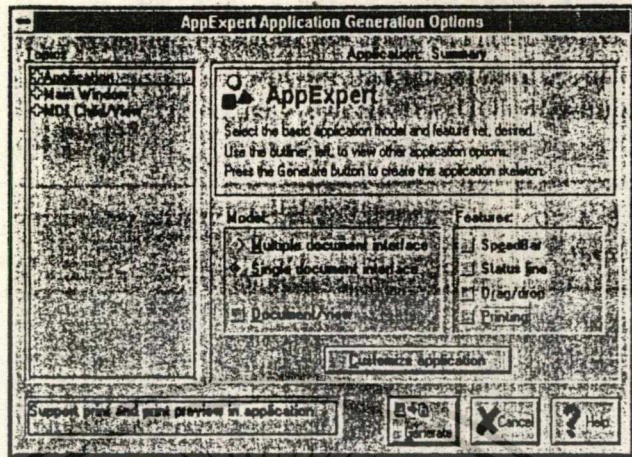 AppExpert Application Generation Options
Topics
Application: Summary
Application
Main Window
MDI Child/View
AppExpert
Select the basic application model and feature set, desired.
Use the outliner, left, to view other application options.
Press the Generate button to create the application skeleton.
Model:
Features:
Multiple document interface
Single document interface
Document/view
SpeedBar
Status line
Drag/drop
Printing
Customize application
Support print and print preview in application
Generate
Cancel
Help